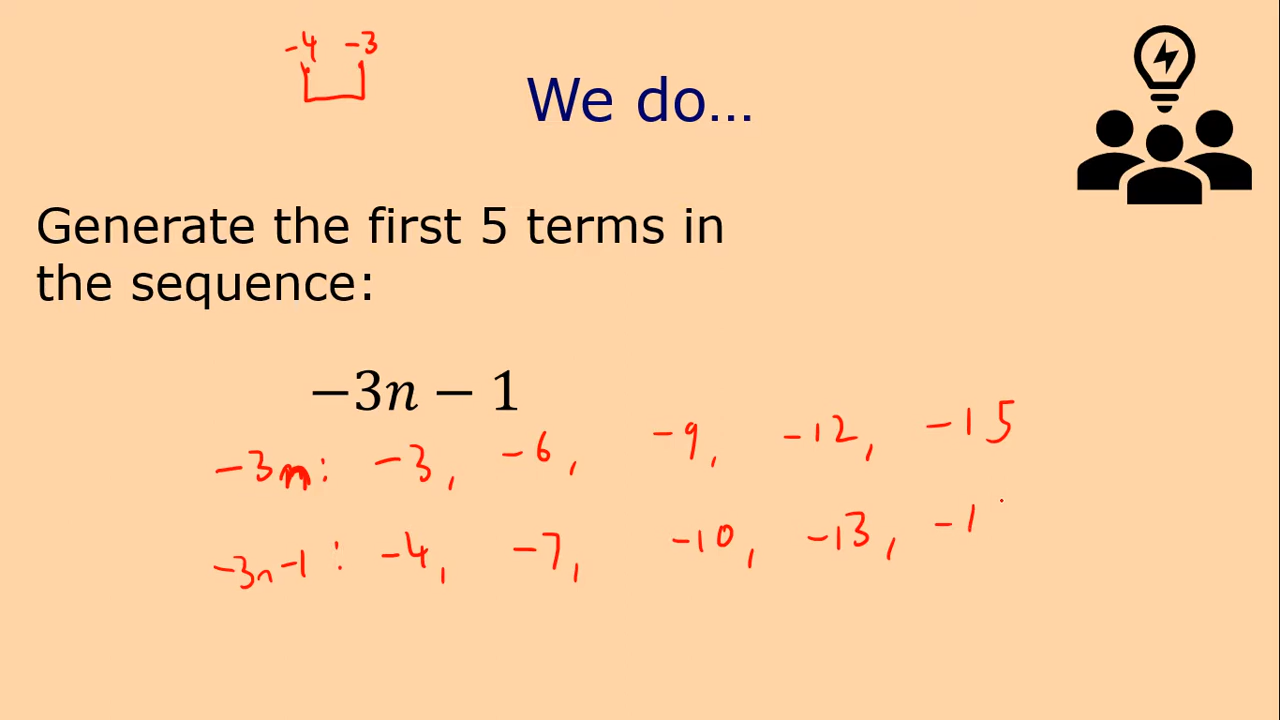 -4 -3
We do...
Generate the first 5 terms in
the sequence:
−3n − 1
-3n: -3, -6, -9, -12, -15
-3n-1: -4, -7, -10, -13, -1